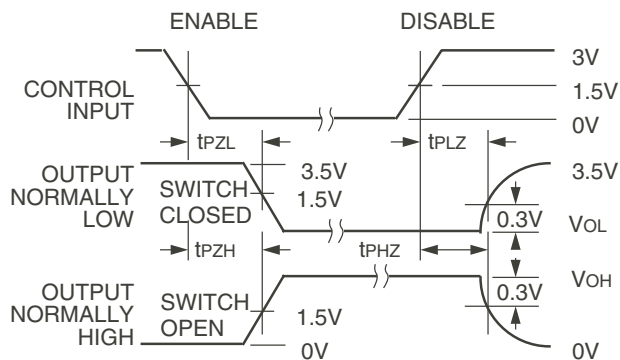 ENABLE DISABLE
3V
CONTROL
INPUT
1.5V
0V
tPZL tPLZ
OUTPUT
NORMALLY
LOW
SWITCH
CLOSED
3.5V
1.5V
3.5V
0.3V
VOL
tPZH tPHZ
OUTPUT
NORMALLY
HIGH
SWITCH
OPEN
1.5V
0V
VOH
0.3V
0V